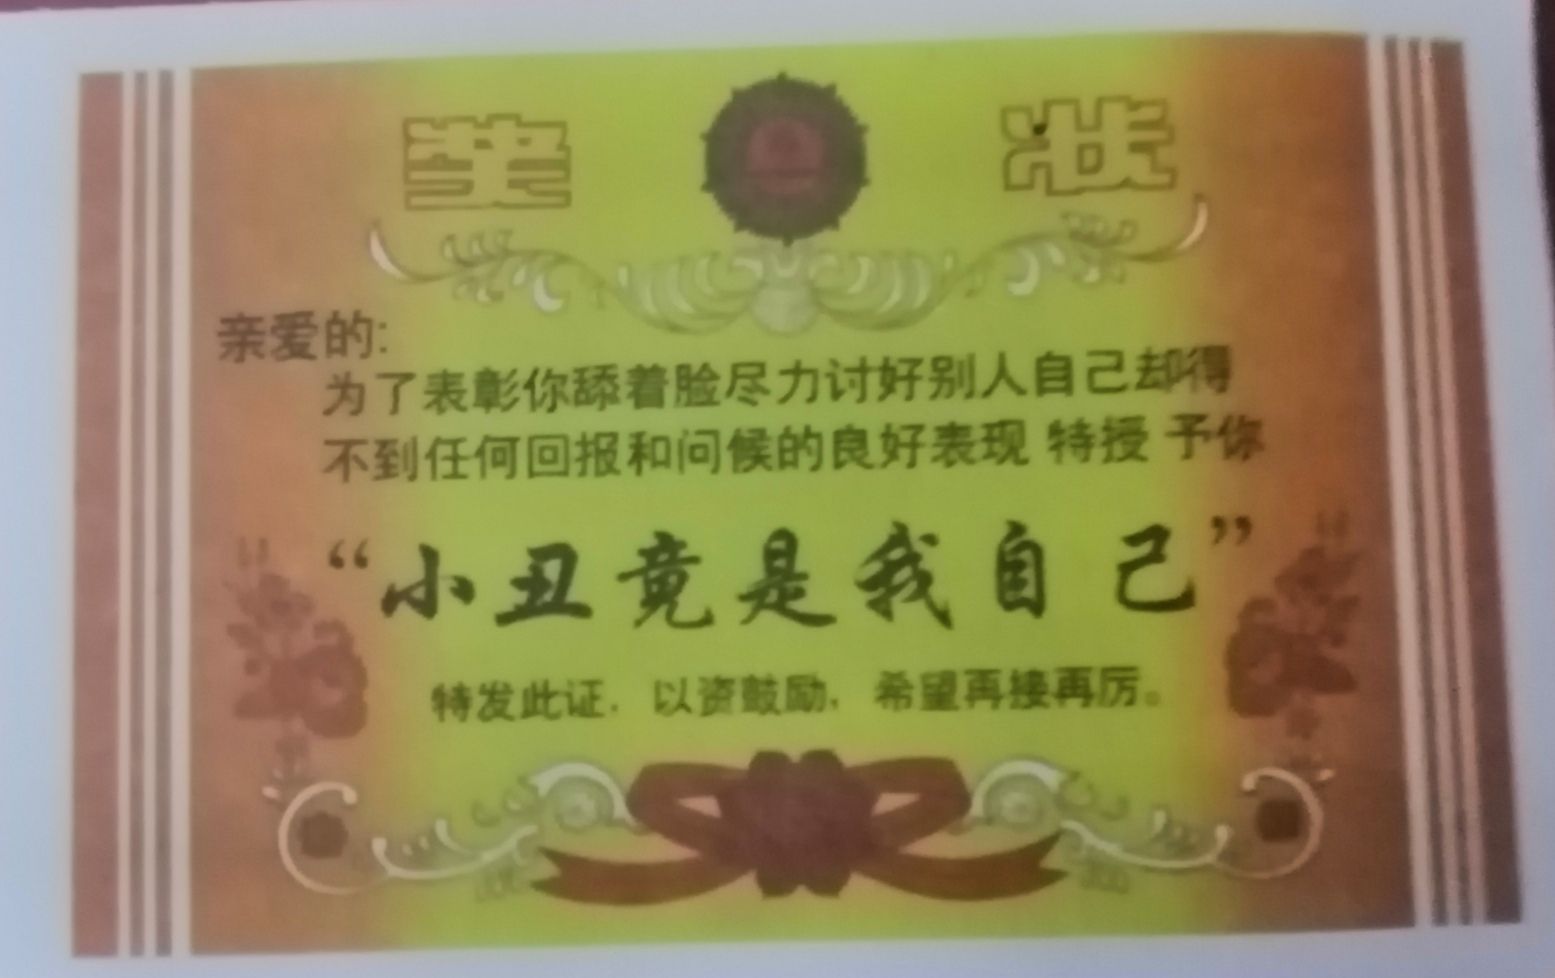 奖 状
亲爱的:
为了表彰你舔着脸尽力讨好别人自己却得
不到任何回报和问候的良好表现 特授 予你
“小丑竟是我自己”
特发此证，以资鼓励，希望再接再厉。